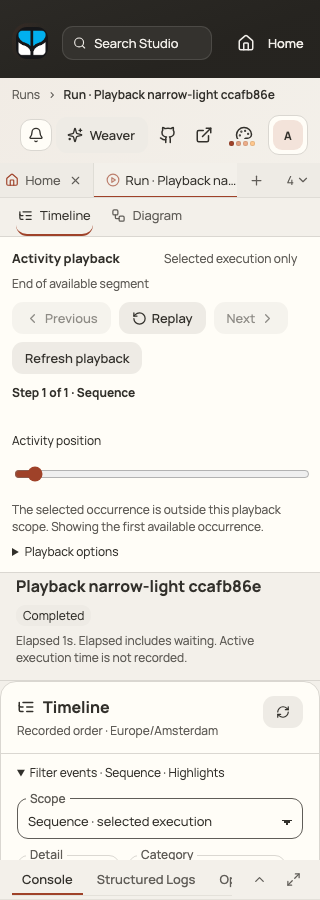 Search Studio
Home
Runs > Run · Playback narrow-light ccafb86e
Weaver
A
Home
Run · Playback na...
4
Timeline
Diagram
Activity playback
Selected execution only
End of available segment
Previous
Replay
Next
Refresh playback
Step 1 of 1 · Sequence
Activity position
The selected occurrence is outside this playback
scope. Showing the first available occurrence.
Playback options
Playback narrow-light ccafb86e
Completed
Elapsed 1s. Elapsed includes waiting. Active
execution time is not recorded.
Timeline
Recorded order · Europe/Amsterdam
Filter events · Sequence · Highlights
Scope
Sequence · selected execution
Detail
Category
Console
Structured Logs